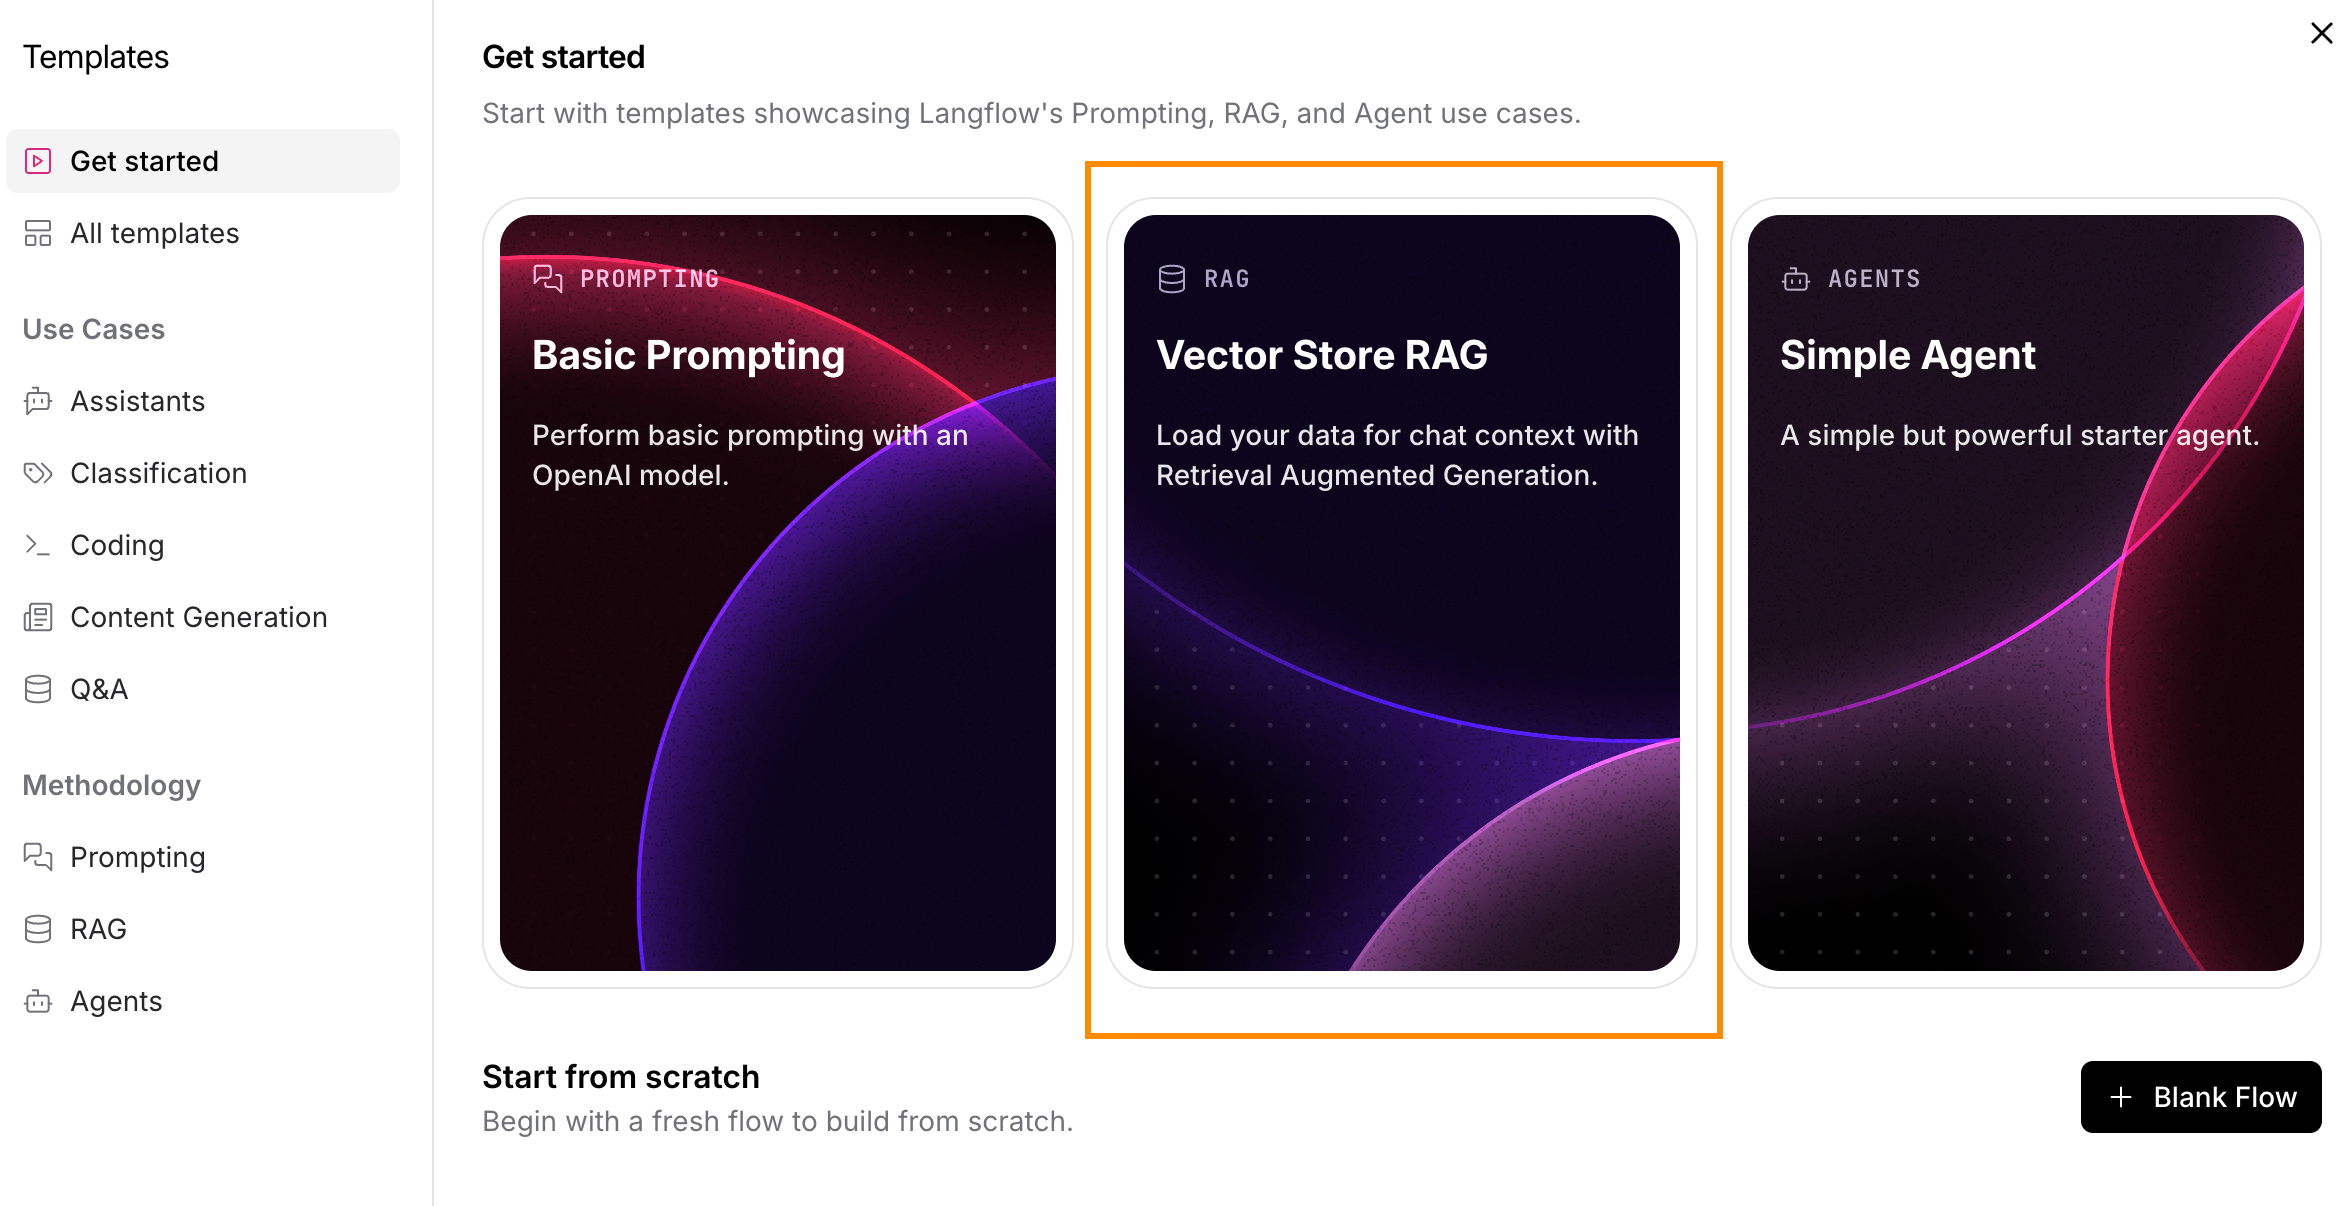 Templates
Get started
All templates
Use Cases
Assistants
Classification
Coding
Content Generation
Q&A
Methodology
Prompting
RAG
Agents
Get started
Start with templates showcasing Langflow's Prompting, RAG, and Agent use cases.
PROMPTING
Basic Prompting
Perform basic prompting with an
OpenAI model.
RAG
Vector Store RAG
Load your data for chat context with
Retrieval Augmented Generation.
AGENTS
Simple Agent
A simple but powerful starter agent.
Start from scratch
Begin with a fresh flow to build from scratch.
Blank Flow